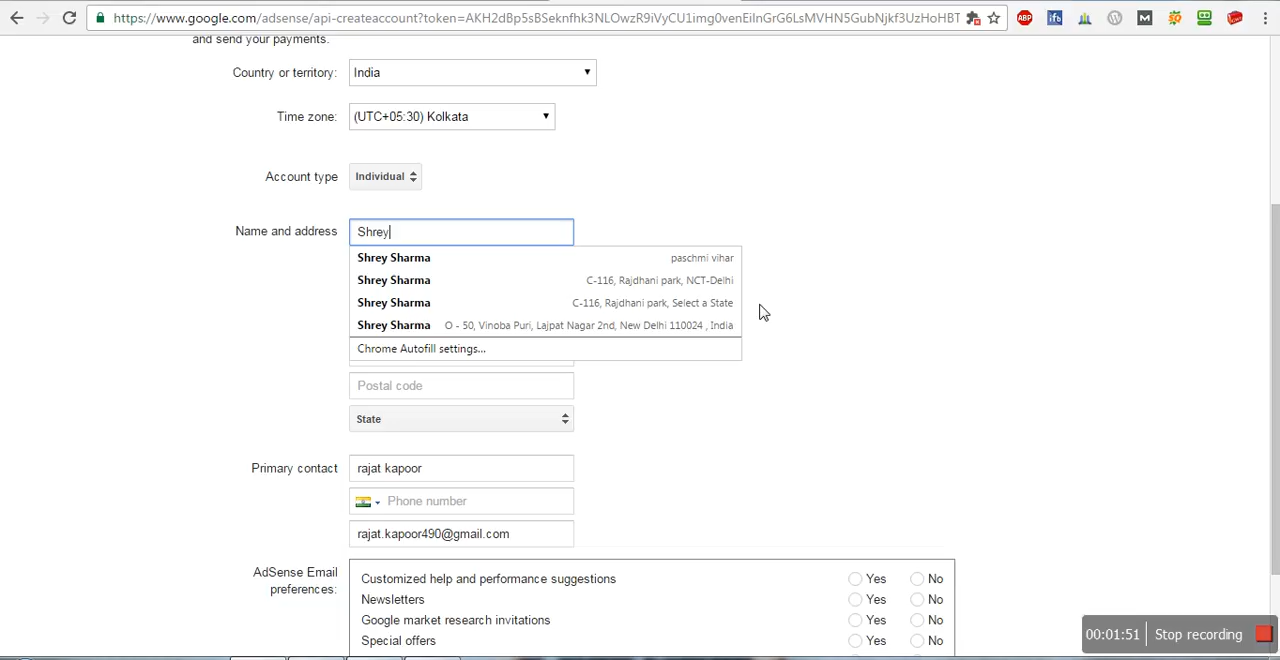 https://www.google.com/adsense/api-createaccount?token=AKH2dBp5sBSeknfhk3NLOwzR9iVyCU1img0venEiInGrG6LsMVHN5GubNjkf3UzHoHBT
ABP
ifb
M
and send your payments.
Country or territory: India
Time zone: (UTC+05:30) Kolkata
Account type Individual
Name and address Shrey
Shrey Sharma paschmi vihar
Shrey Sharma C-116, Rajdhani park, NCT-Delhi
Shrey Sharma C-116, Rajdhani park, Select a State
Shrey Sharma O - 50, Vinoba Puri, Lajpat Nagar 2nd, New Delhi 110024 , India
Chrome Autofill settings...
Postal code
State
Primary contact rajat kapoor
Phone number
rajat.kapoor490@gmail.com
AdSense Email preferences:
Customized help and performance suggestions Yes No
Newsletters Yes No
Google market research invitations Yes No
Special offers Yes No
00:01:51 Stop recording